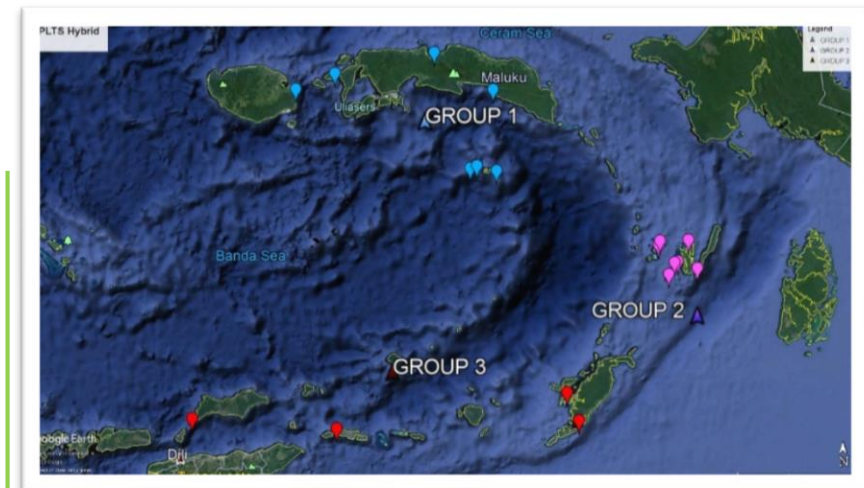 PLTS Hybrid
Ceram Sea
Legend
GROUP 1
GROUP 2
GROUP 3
Maluku
Uliasers
GROUP 1
Banda Sea
GROUP 2
GROUP 3
oogle Earth
Dili
N